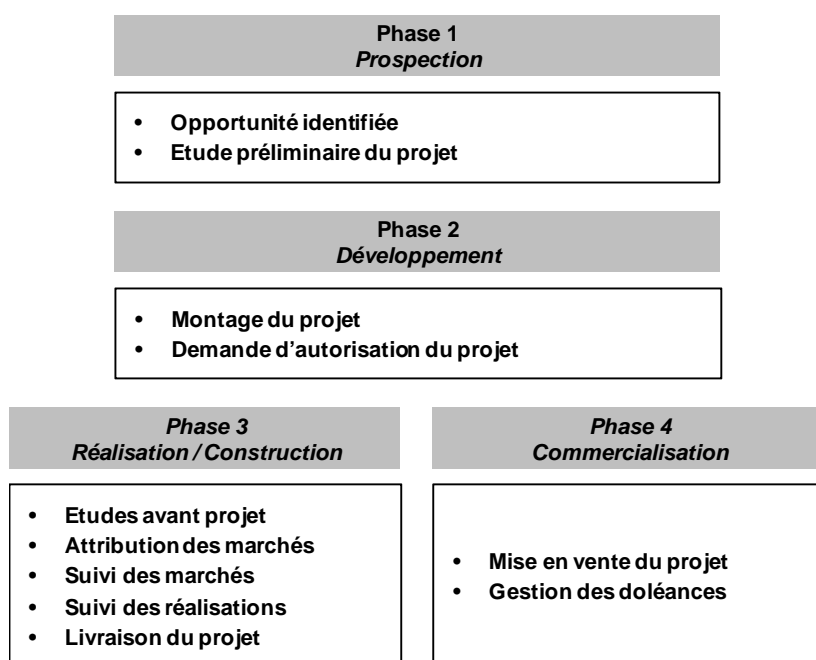 Phase 1
Prospection
• Opportunité identifiée
• Etude préliminaire du projet
Phase 2
Développement
• Montage du projet
• Demande d'autorisation du projet
Phase 3
Réalisation / Construction
• Etudes avant projet
• Attribution des marchés
• Suivi des marchés
• Suivi des réalisations
• Livraison du projet
Phase 4
Commercialisation
• Mise en vente du projet
• Gestion des doléances